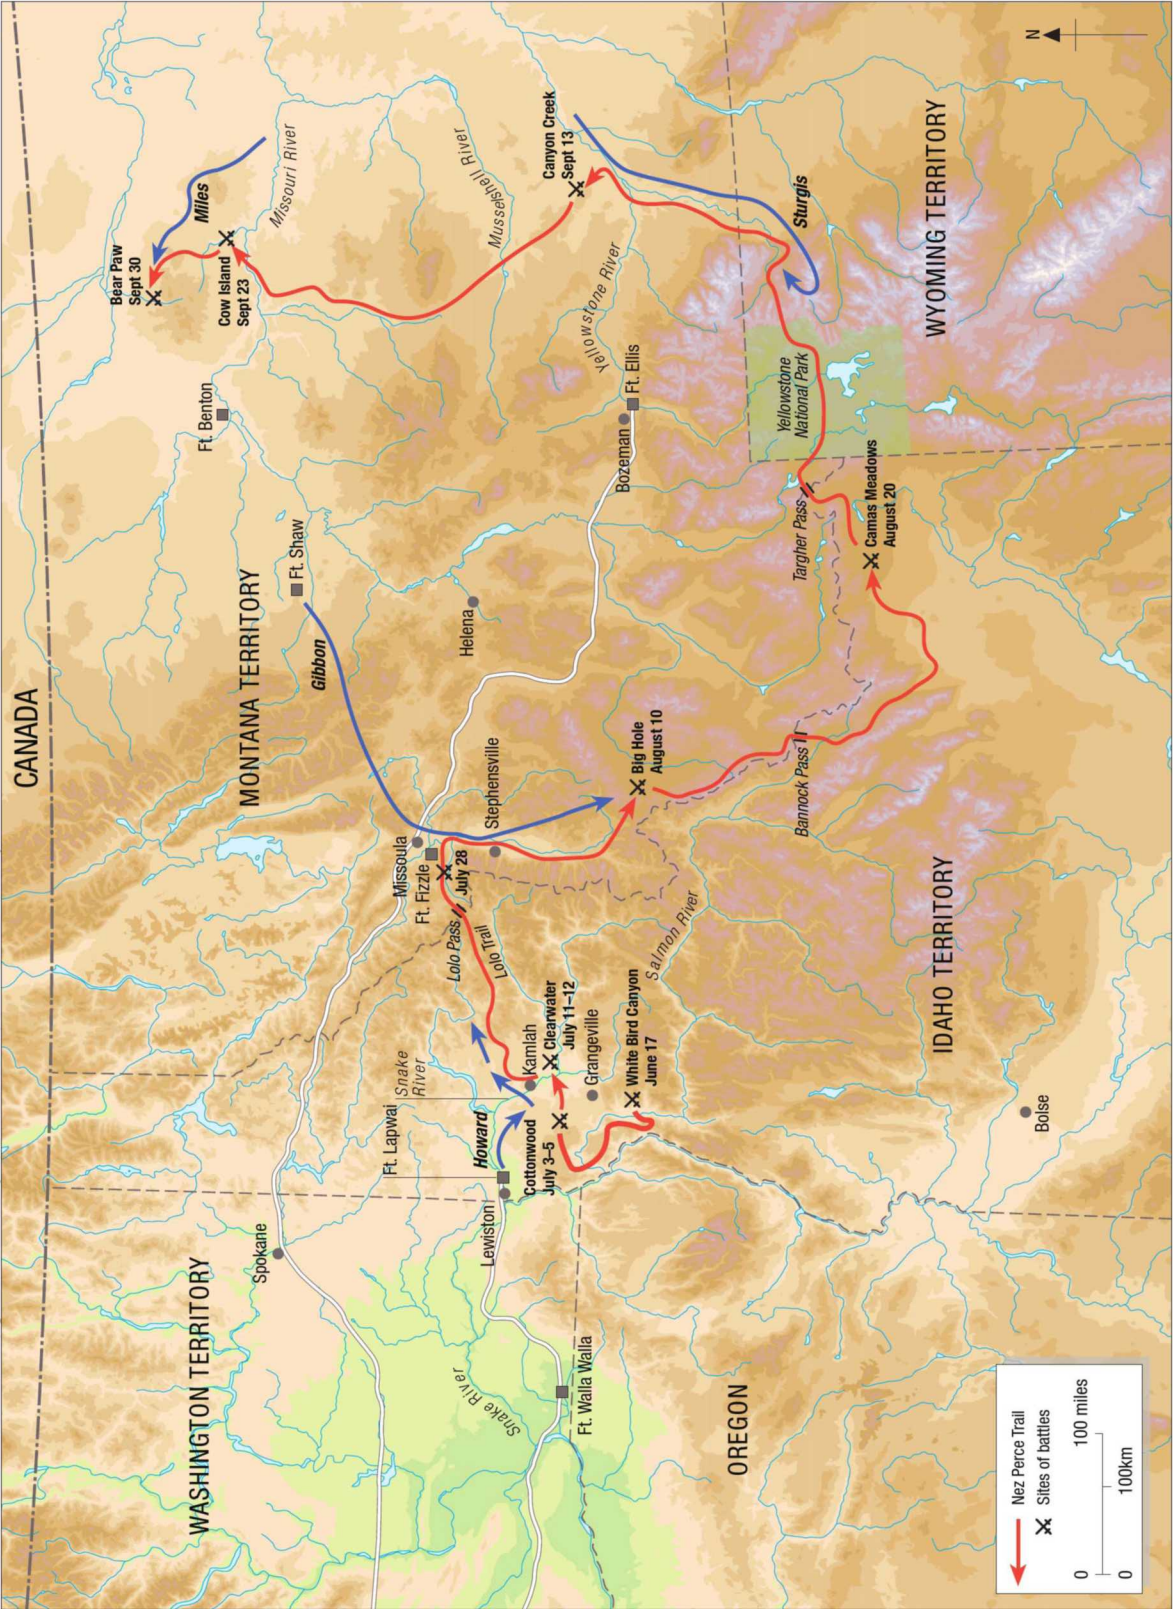 CANADA
WASHINGTON TERRITORY
MONTANA TERRITORY
Spokane
Ft. Benton
Ft. Shaw
Gibbon
Bear Paw
Sept 30
Miles
Cow Island
Sept 23
Missouri River
Musselshell River
Helena
Missoula
Ft. Fizzle
July 28
Stephensville
Lolo Pass
Lolo Trail
Snake
River
Ft. Lapwai
Howard
Lewiston
Kamlah
Cottonwood
July 3–5
Clearwater
July 11–12
Grangeville
White Bird Canyon
June 17
Salmon River
Snake River
Ft. Walla Walla
Big Hole
August 10
Bozeman
Ft. Ellis
Yellowstone River
Canyon Creek
Sept 13
Sturgis
Yellowstone
National Park
Targher Pass
Camas Meadows
August 20
Bannock Pass
OREGON
IDAHO TERRITORY
WYOMING TERRITORY
Bolse
N
Nez Perce Trail
Sites of battles
0
100 miles
0
100km